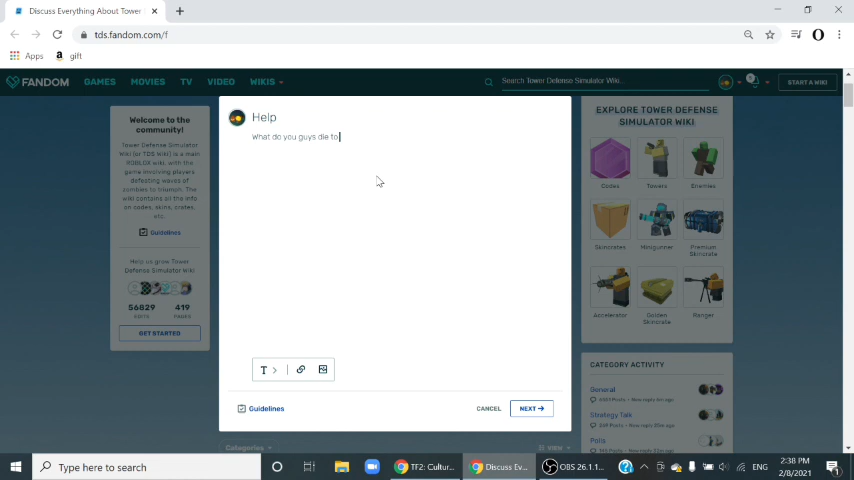 Discuss Everything About Tower
tds.fandom.com/f
Apps
gift
FANDOM
GAMES
MOVIES
TV
VIDEO
WIKIS
Search Tower Defense Simulator Wiki...
START A WIKI
Welcome to the
community!
Tower Defense Simulator
Wiki (or TDS Wiki) is a main
ROBLOX wiki, with the
game involving players
defeating waves of
zombies to triumph. The
wiki contains all the info
on codes, skins, crates,
etc.
Guidelines
Help us grow Tower
Defense Simulator Wiki
56829
419
EDITS
PAGES
GET STARTED
Help
What do you guys die to
T
Guidelines
CANCEL
NEXT
Categories
VIEW
EXPLORE TOWER DEFENSE
SIMULATOR WIKI
Codes
Towers
Enemies
Skincrates
Minigunner
Premium
Skincrate
Accelerator
Golden
Skincrate
Ranger
CATEGORY ACTIVITY
General
Strategy Talk
Polls
Type here to search
TF2: Cultur...
Discuss Ev...
OBS 26.1.1...
ENG
2:38 PM
2/8/2021